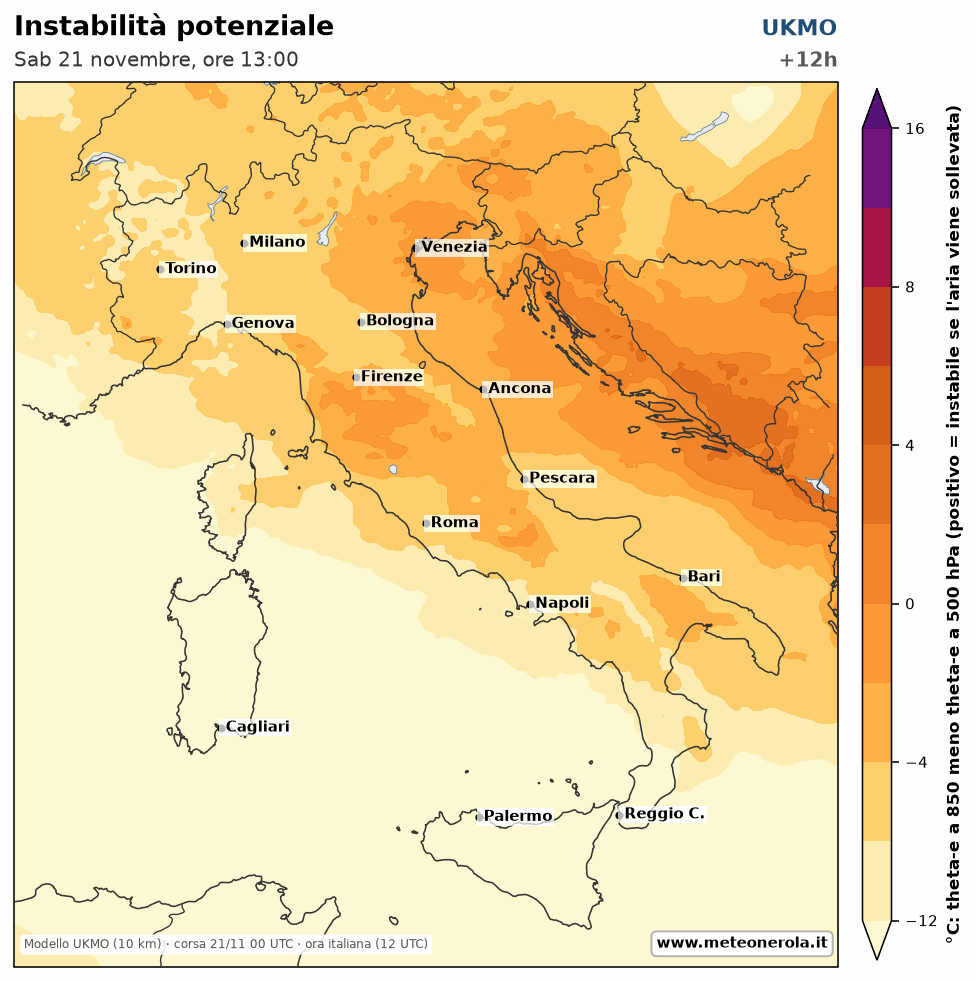 Instabilità potenziale
UKMO
Sab 21 novembre, ore 13:00
+12h
Milano
Venezia
Torino
Genova
Bologna
Firenze
Ancona
Pescara
Roma
Bari
Napoli
Cagliari
Palermo
Reggio C.
Modello UKMO (10 km) · corsa 21/11 00 UTC · ora italiana (12 UTC)
www.meteonerola.it
16
8
4
0
−4
−12
°C: theta-e a 850 meno theta-e a 500 hPa (positivo = instabile se l'aria viene sollevata)